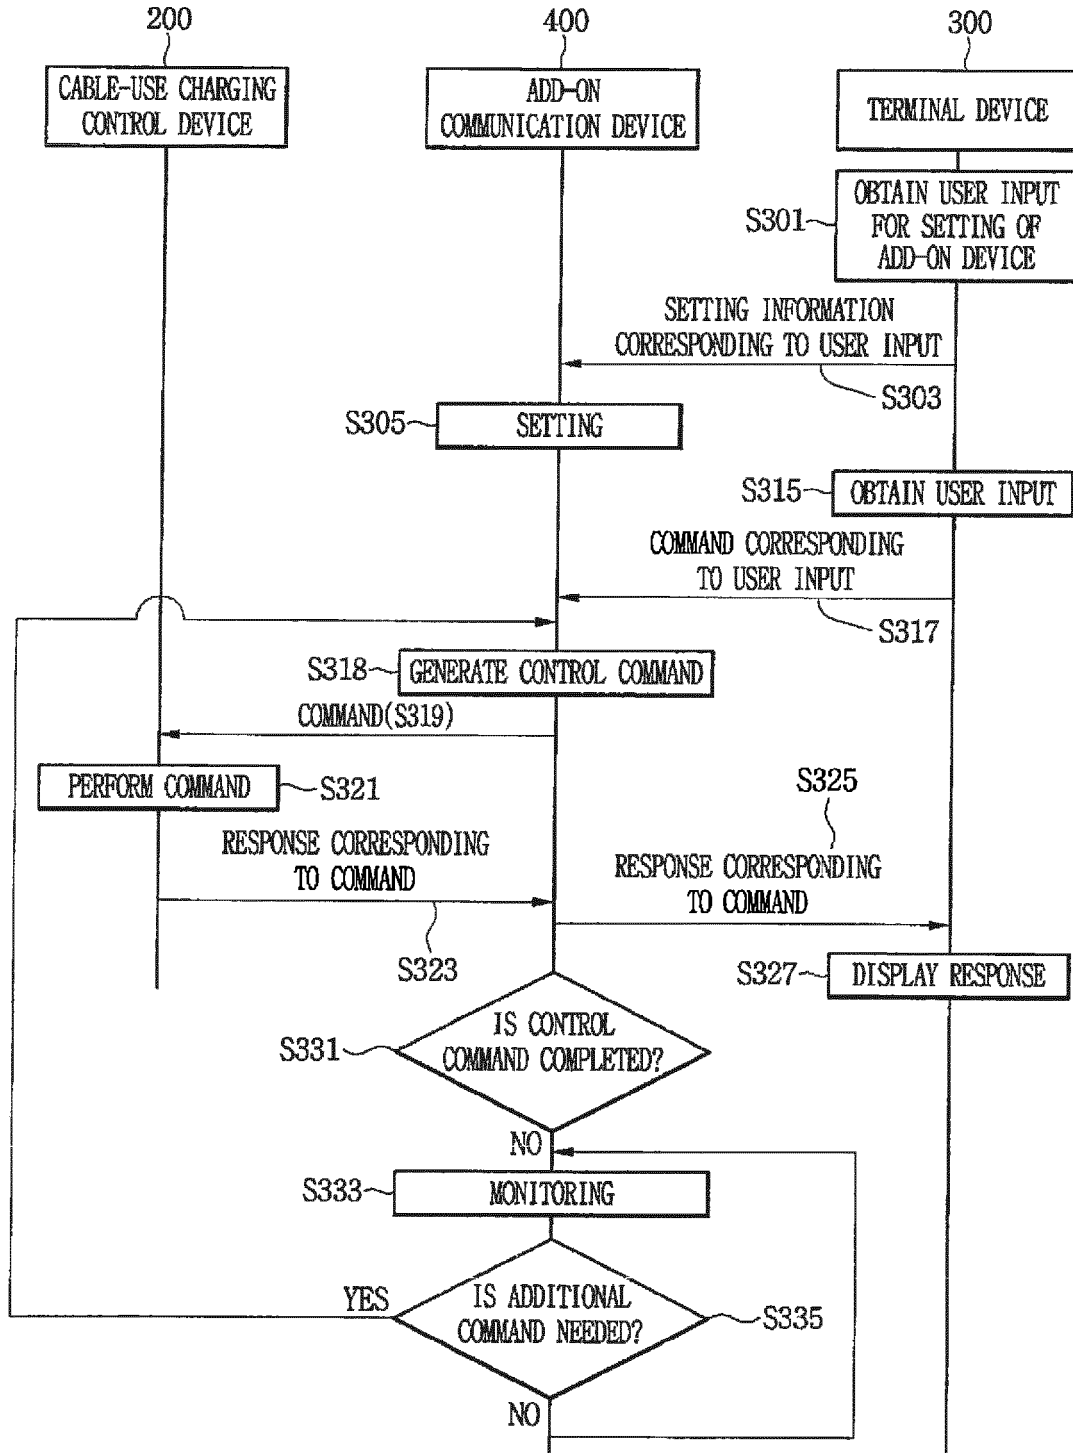 200
400
300
CABLE-USE CHARGING
CONTROL DEVICE
ADD-ON
COMMUNICATION DEVICE
TERMINAL DEVICE
S301
OBTAIN USER INPUT
FOR SETTING OF
ADD-ON DEVICE
SETTING INFORMATION
CORRESPONDING TO USER INPUT
S303
S305
SETTING
S315
OBTAIN USER INPUT
COMMAND CORRESPONDING
TO USER INPUT
S317
S318
GENERATE CONTROL COMMAND
COMMAND(S319)
PERFORM COMMAND
S321
S325
RESPONSE CORRESPONDING
TO COMMAND
RESPONSE CORRESPONDING
TO COMMAND
S323
S327
DISPLAY RESPONSE
S331
IS CONTROL
COMMAND COMPLETED?
NO
S333
MONITORING
YES
IS ADDITIONAL
COMMAND NEEDED?
S335
NO